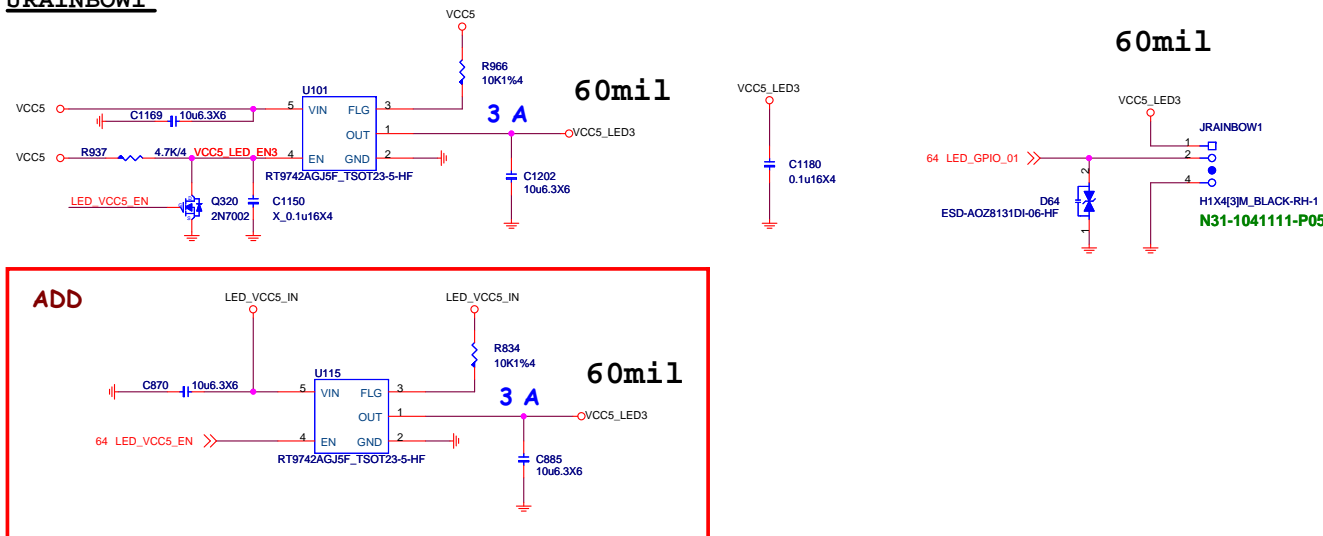 JRAINBOW1
VCC5
R966
10K1%4
60mil
U101
VCC5
C1169
10u6.3X6
5
VIN
FLG
3
3 A
OUT
1
VCC5_LED3
VCC5
R937
4.7K/4
VCC5_LED_EN3
4
EN
GND
2
RT9742AGJ5F_TSOT23-5-HF
C1202
10u6.3X6
LED_VCC5_EN
Q320
2N7002
C1150
X_0.1u16X4
VCC5_LED3
C1180
0.1u16X4
60mil
VCC5_LED3
JRAINBOW1
1
64 LED_GPIO_01
2
4
2
D64
ESD-AOZ8131DI-06-HF
1
H1X4[3]M_BLACK-RH-1
N31-1041111-P05
ADD
LED_VCC5_IN
LED_VCC5_IN
R834
10K1%4
60mil
U115
C870
10u6.3X6
5
VIN
FLG
3
3 A
OUT
1
VCC5_LED3
64 LED_VCC5_EN
4
EN
GND
2
RT9742AGJ5F_TSOT23-5-HF
C885
10u6.3X6